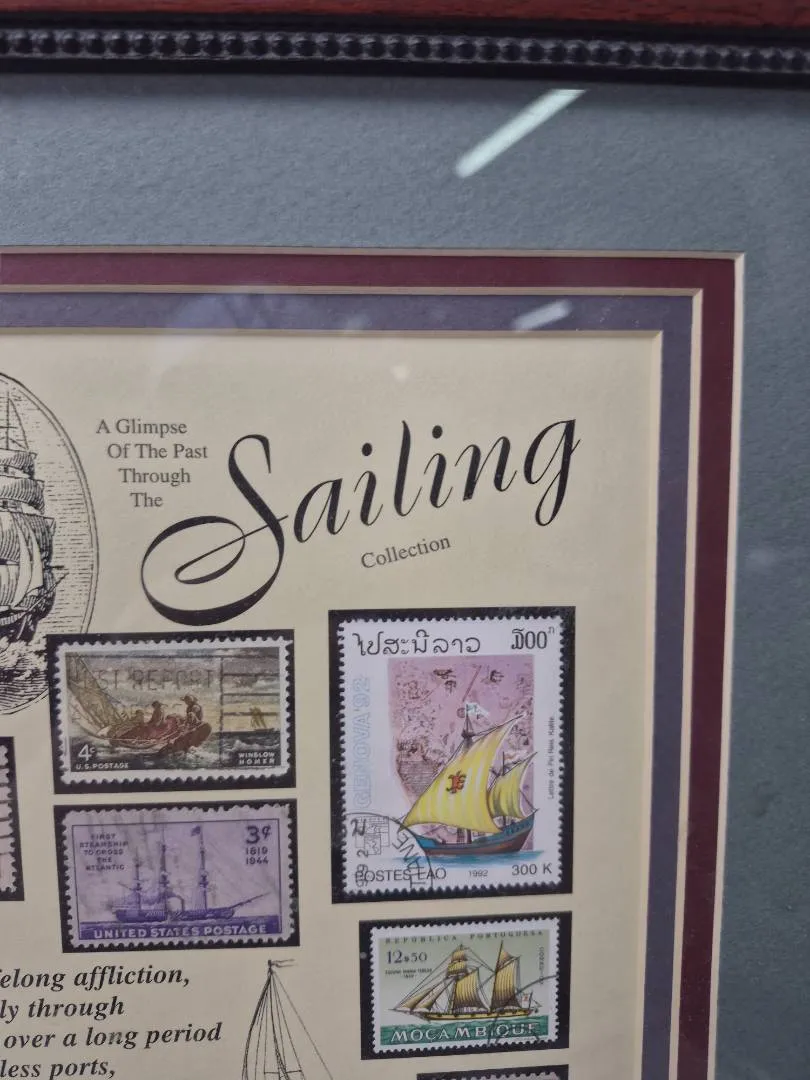 A Glimpse
Of The Past
Through
The
Sailing
Collection
4¢
U.S. POSTAGE
WINSLOW
HOMER
FIRST
STEAMSHIP
TO CROSS
THE
ATLANTIC
3¢
1819
1944
UNITED STATES POSTAGE
ໄປສະນີລາວ
GENOVA '92
POSTES LAO
1992
300 K
REPÚBLICA PORTUGUESA
12$50
MOÇAMBIQUE
elong affliction,
ly through
over a long period
less ports,